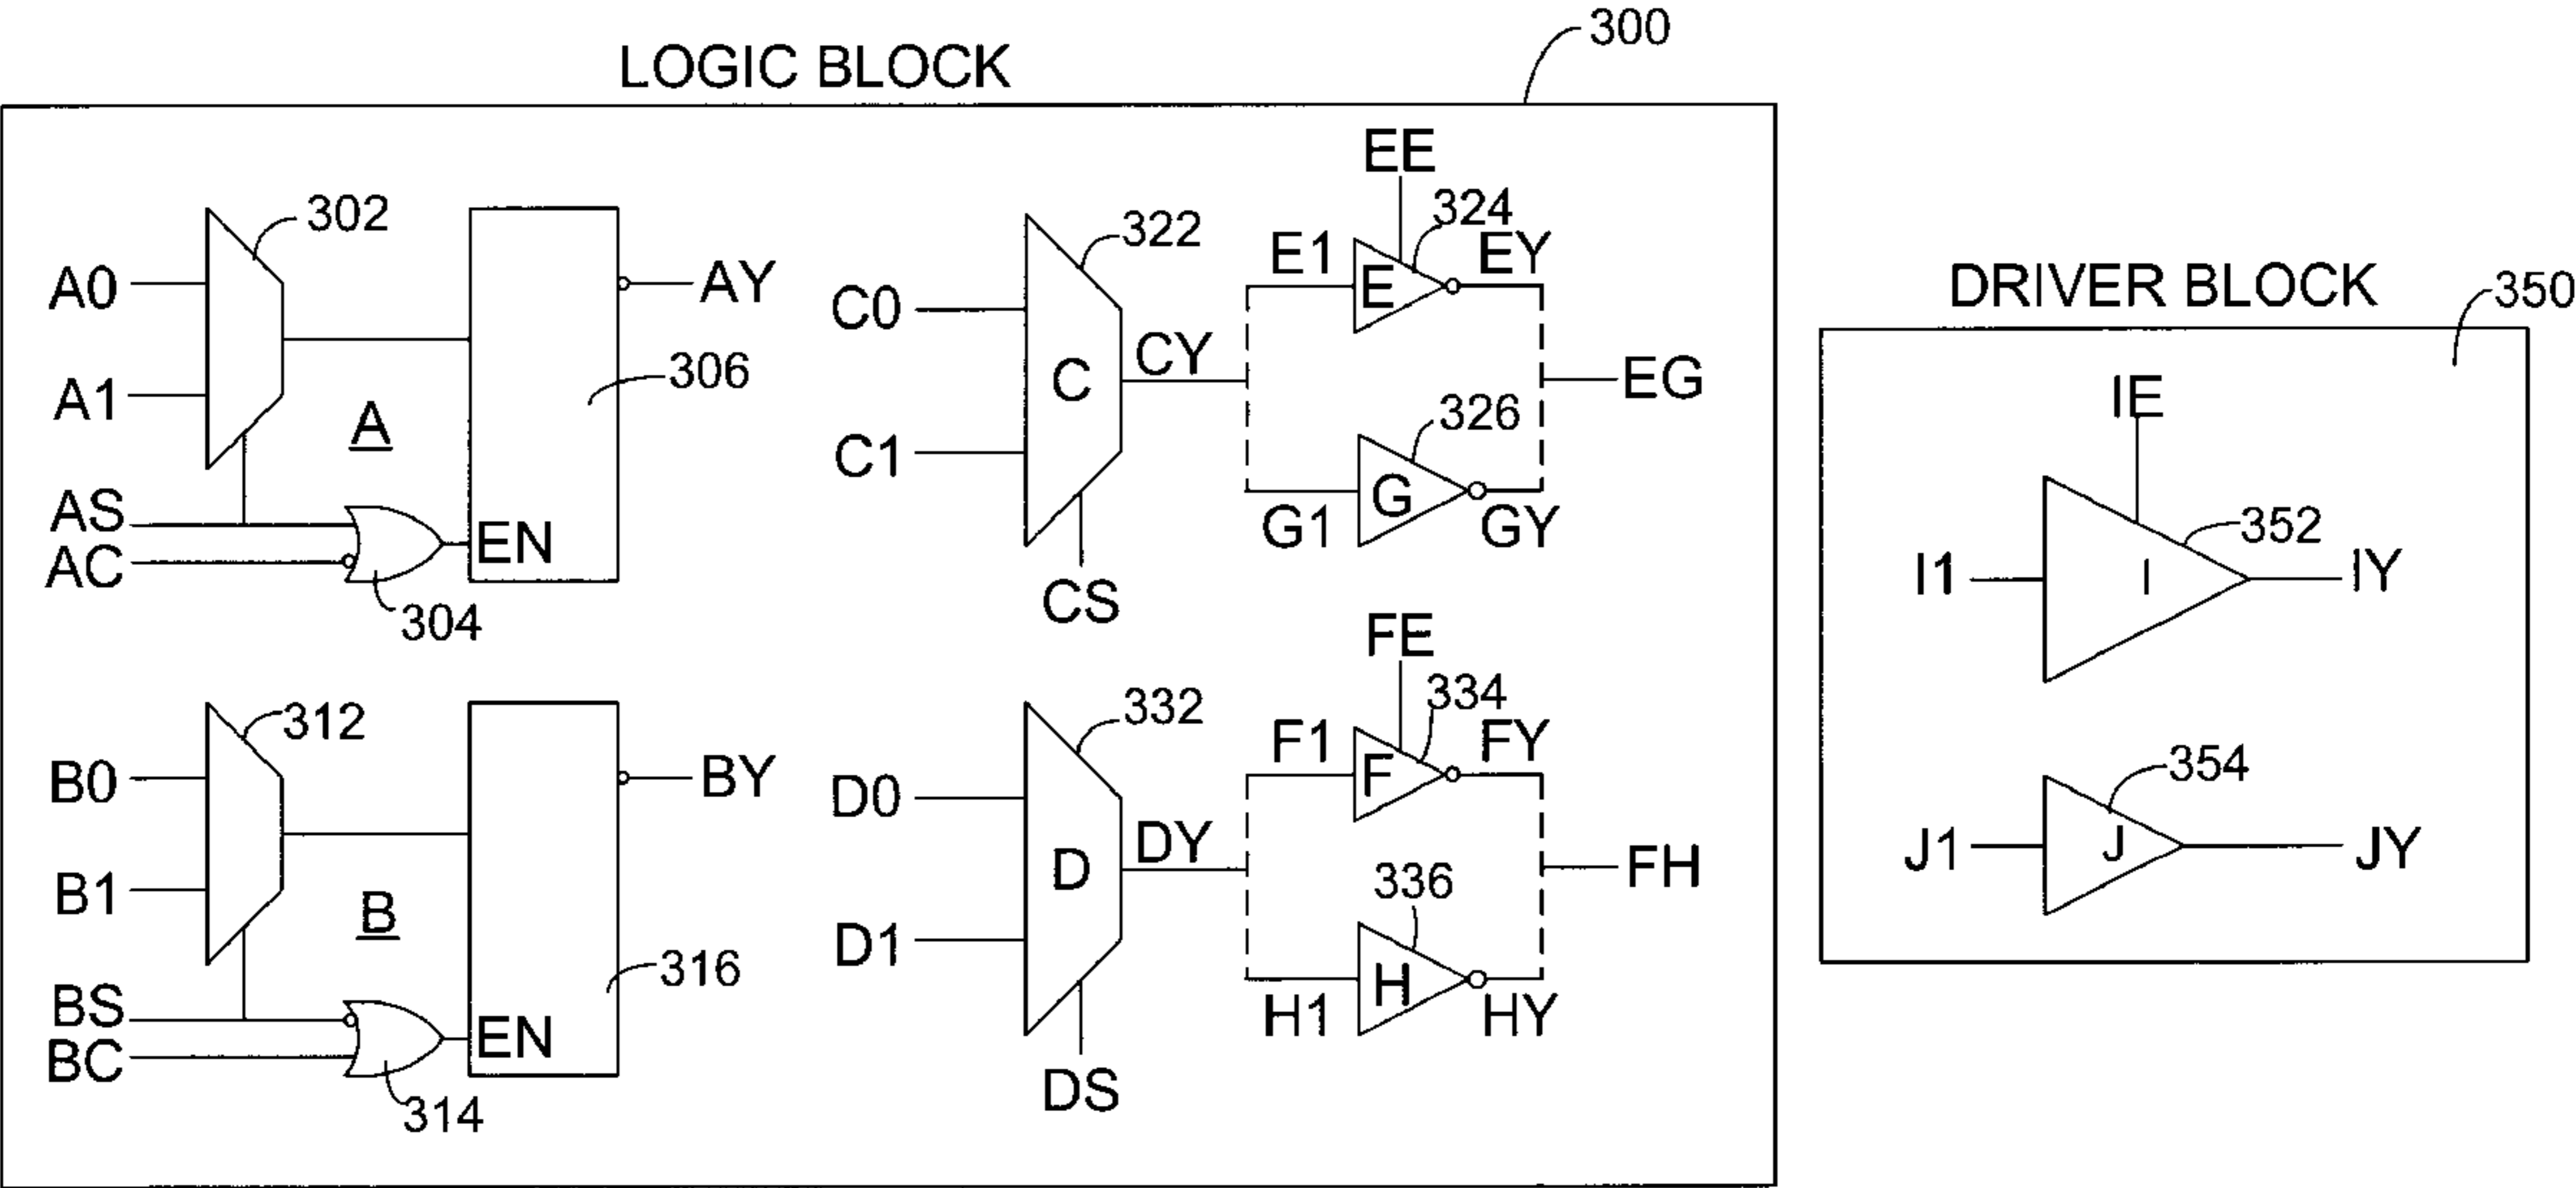 300
LOGIC BLOCK
EE
302
322
324
A0
AY
C0
E1
E
EY
DRIVER BLOCK
350
306
CY
A1
A
C
EG
IE
C1
326
AS
G
352
AC
EN
G1
GY
I1
I
IY
304
CS
FE
312
332
334
B0
BY
D0
F1
F
FY
354
J1
J
JY
DY
B1
B
D
336
FH
D1
316
BS
H
BC
EN
H1
HY
314
DS